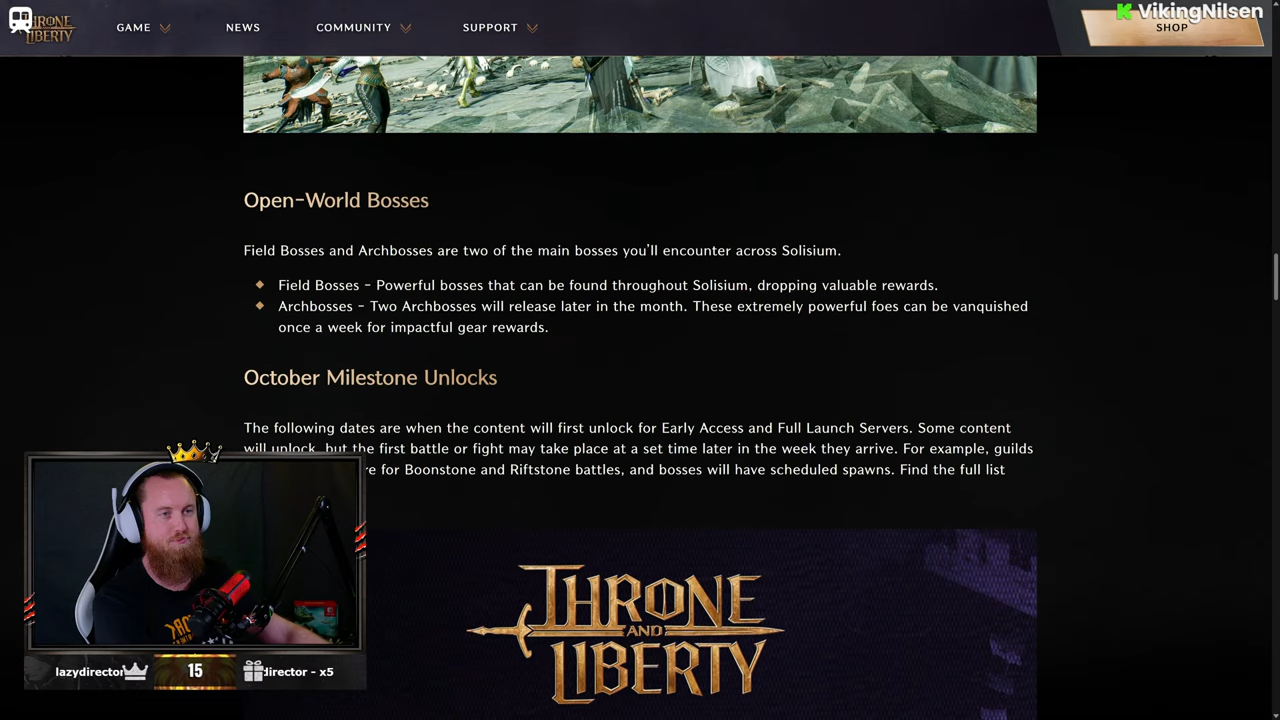 THRONE
AND
LIBERTY
GAME
NEWS
COMMUNITY
SUPPORT
VikingNilsen
SHOP
Open-World Bosses
Field Bosses and Archbosses are two of the main bosses you'll encounter across Solisium.
Field Bosses - Powerful bosses that can be found throughout Solisium, dropping valuable rewards.
Archbosses - Two Archbosses will release later in the month. These extremely powerful foes can be vanquished
once a week for impactful gear rewards.
October Milestone Unlocks
The following dates are when the content will first unlock for Early Access and Full Launch Servers. Some content
will unlock, but the first battle or fight may take place at a set time later in the week they arrive. For example, guilds
for Boonstone and Riftstone battles, and bosses will have scheduled spawns. Find the full list
THRONE
AND
LIBERTY
lazydirector
15
director - x5